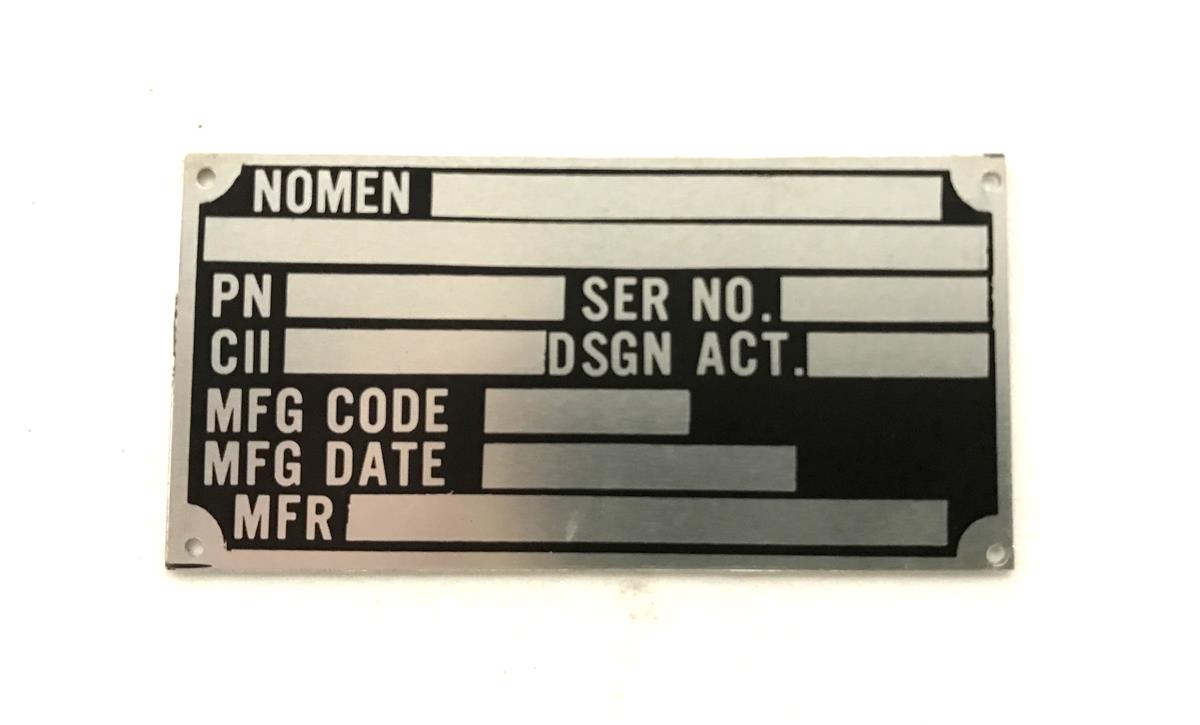 NOMEN
PN SER NO.
CII DSGN ACT.
MFG CODE
MFG DATE
MFR